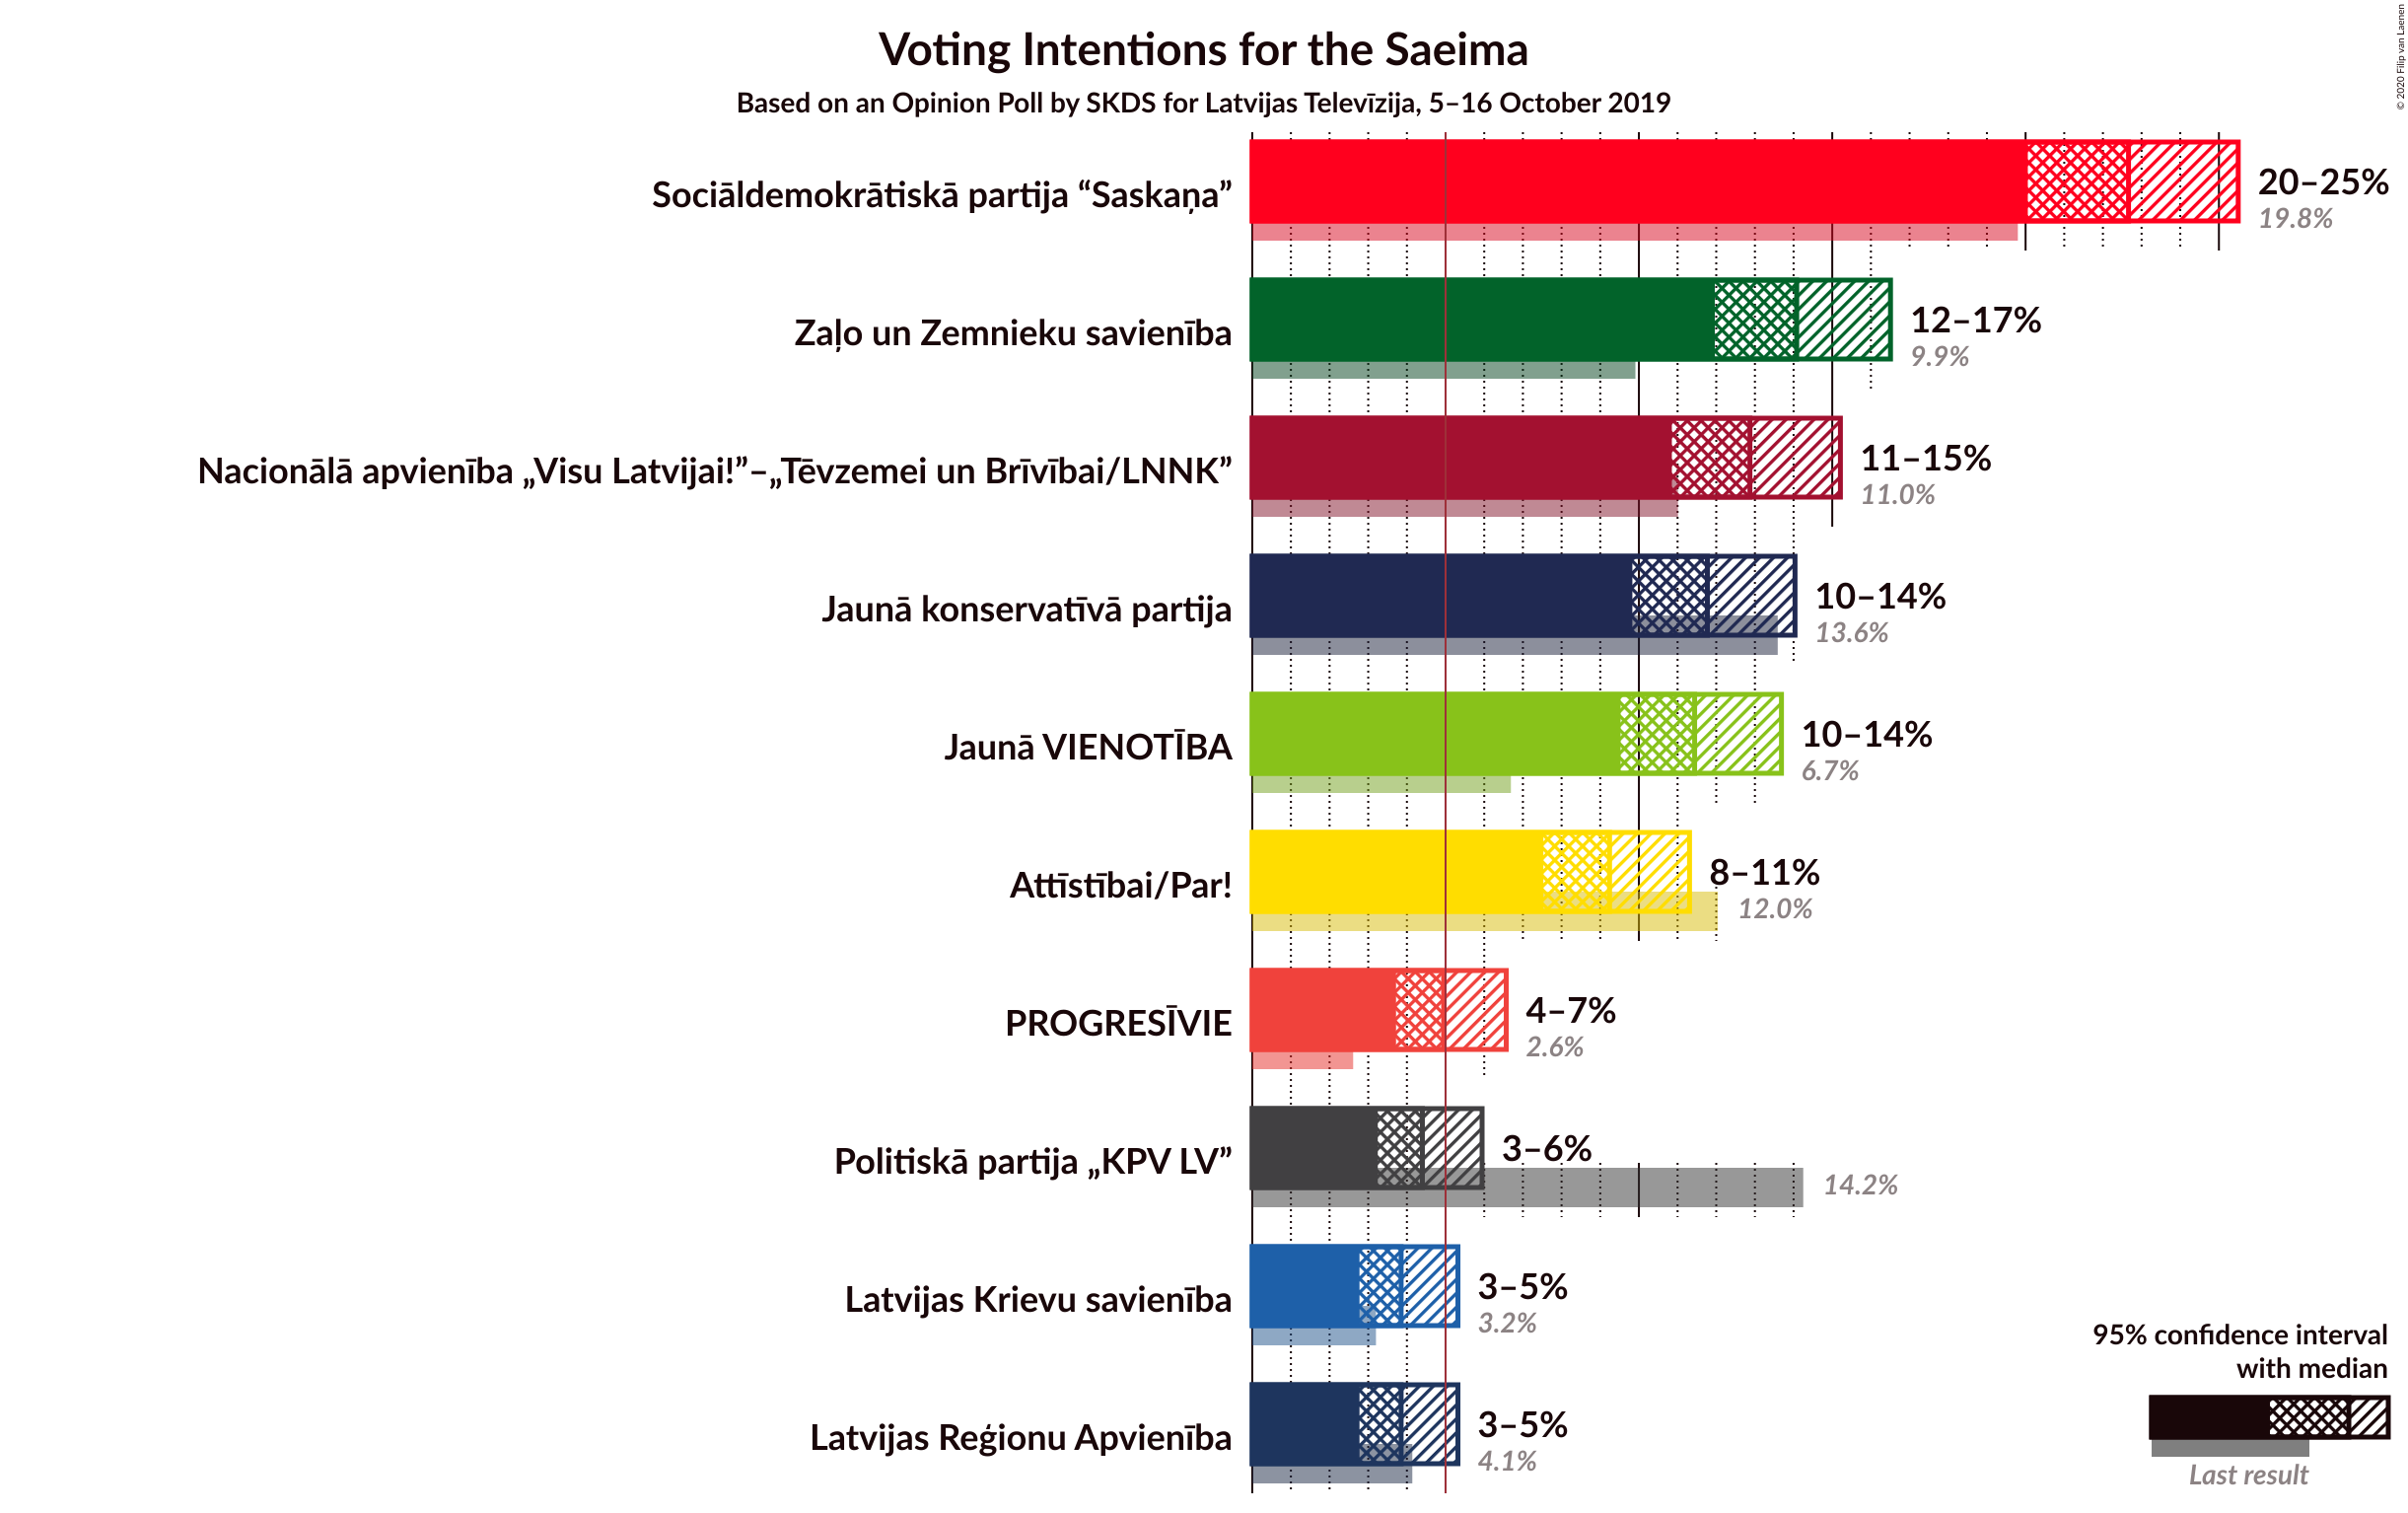 Voting Intentions for the Saeima
Based on an Opinion Poll by SKDS for Latvijas Televīzija, 5–16 October 2019
© 2020 Filip van Laenen
Sociāldemokrātiskā partija “Saskaņa”
20–25%
19.8%
Zaļo un Zemnieku savienība
12–17%
9.9%
Nacionālā apvienība „Visu Latvijai!”–„Tēvzemei un Brīvībai/LNNK”
11–15%
11.0%
Jaunā konservatīvā partija
10–14%
13.6%
Jaunā VIENOTĪBA
10–14%
6.7%
Attīstībai/Par!
8–11%
12.0%
PROGRESĪVIE
4–7%
2.6%
Politiskā partija „KPV LV”
3–6%
14.2%
Latvijas Krievu savienība
3–5%
3.2%
Latvijas Reģionu Apvienība
3–5%
4.1%
95% confidence interval
with median
Last result